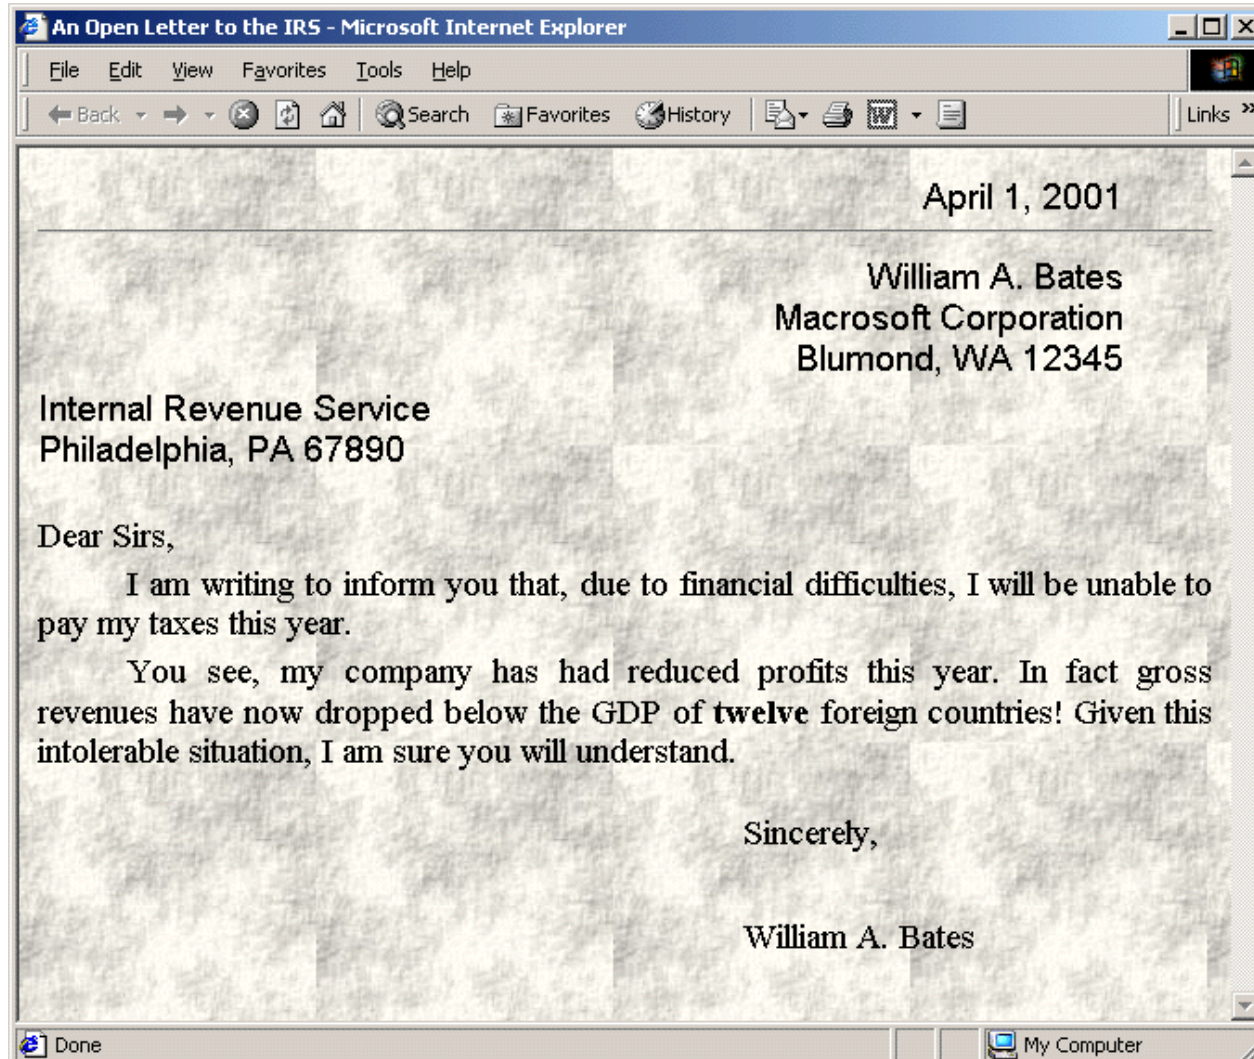 An Open Letter to the IRS - Microsoft Internet Explorer
File Edit View Favorites Tools Help
Back Search Favorites History W Links »
April 1, 2001
William A. Bates
Macrosoft Corporation
Blumond, WA 12345
Internal Revenue Service
Philadelphia, PA 67890
Dear Sirs,
I am writing to inform you that, due to financial difficulties, I will be unable to
pay my taxes this year.
You see, my company has had reduced profits this year. In fact gross
revenues have now dropped below the GDP of twelve foreign countries! Given this
intolerable situation, I am sure you will understand.
Sincerely,
William A. Bates
Done My Computer